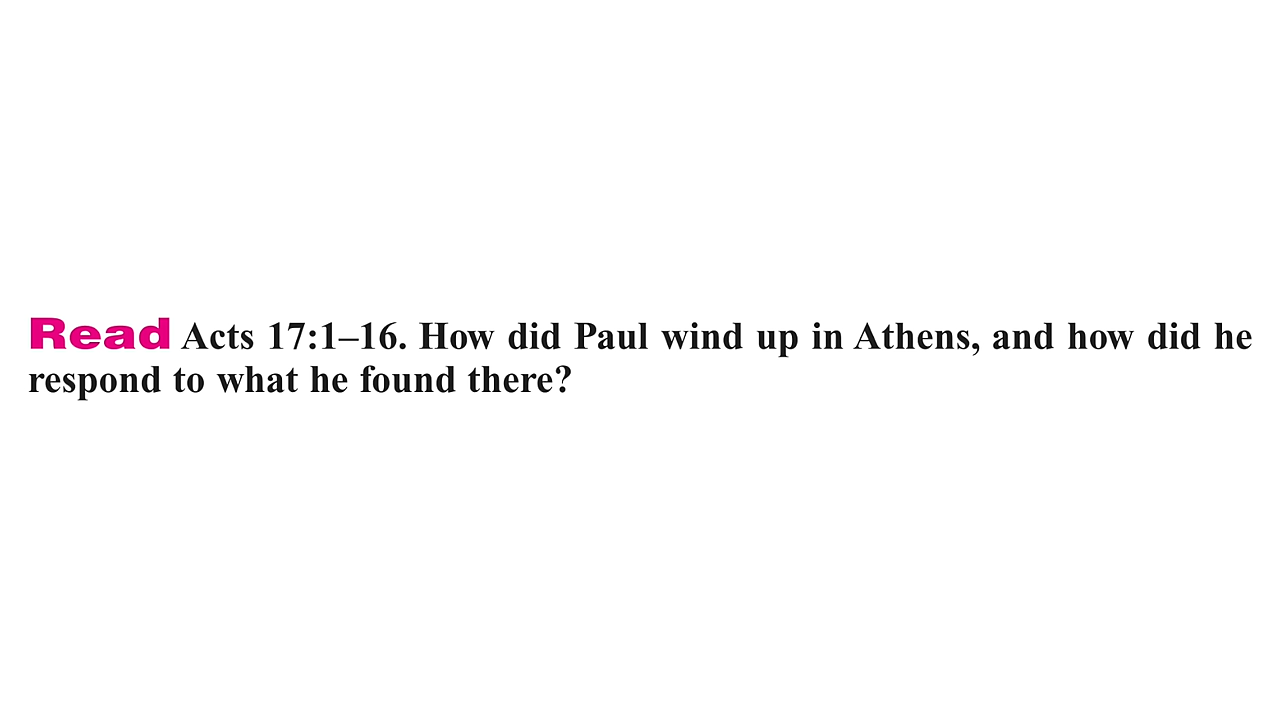 Read Acts 17:1–16. How did Paul wind up in Athens, and how did he
respond to what he found there?